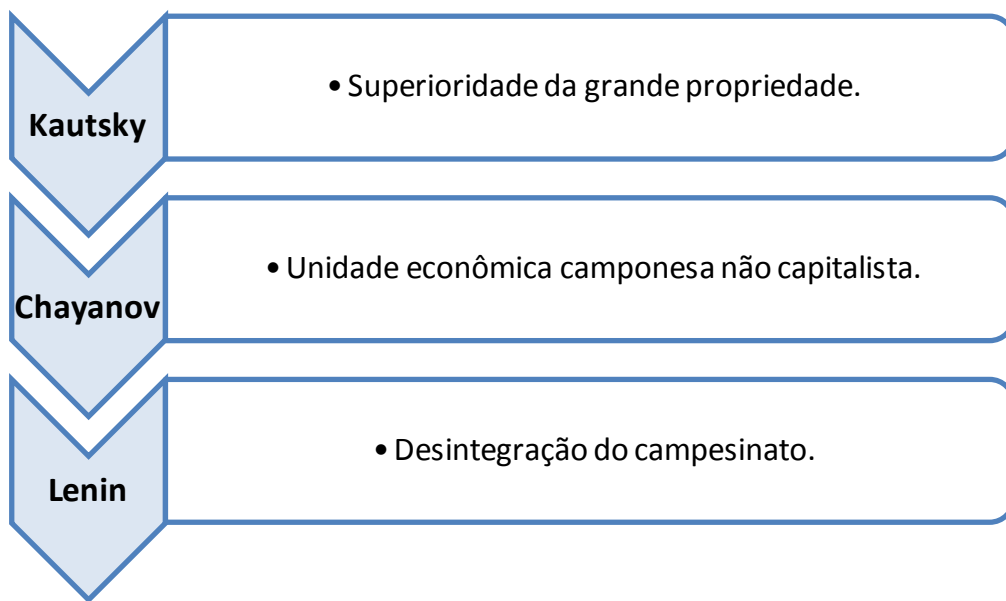 Kautsky
• Superioridade da grande propriedade.
Chayanov
• Unidade econômica camponesa não capitalista.
Lenin
• Desintegração do campesinato.